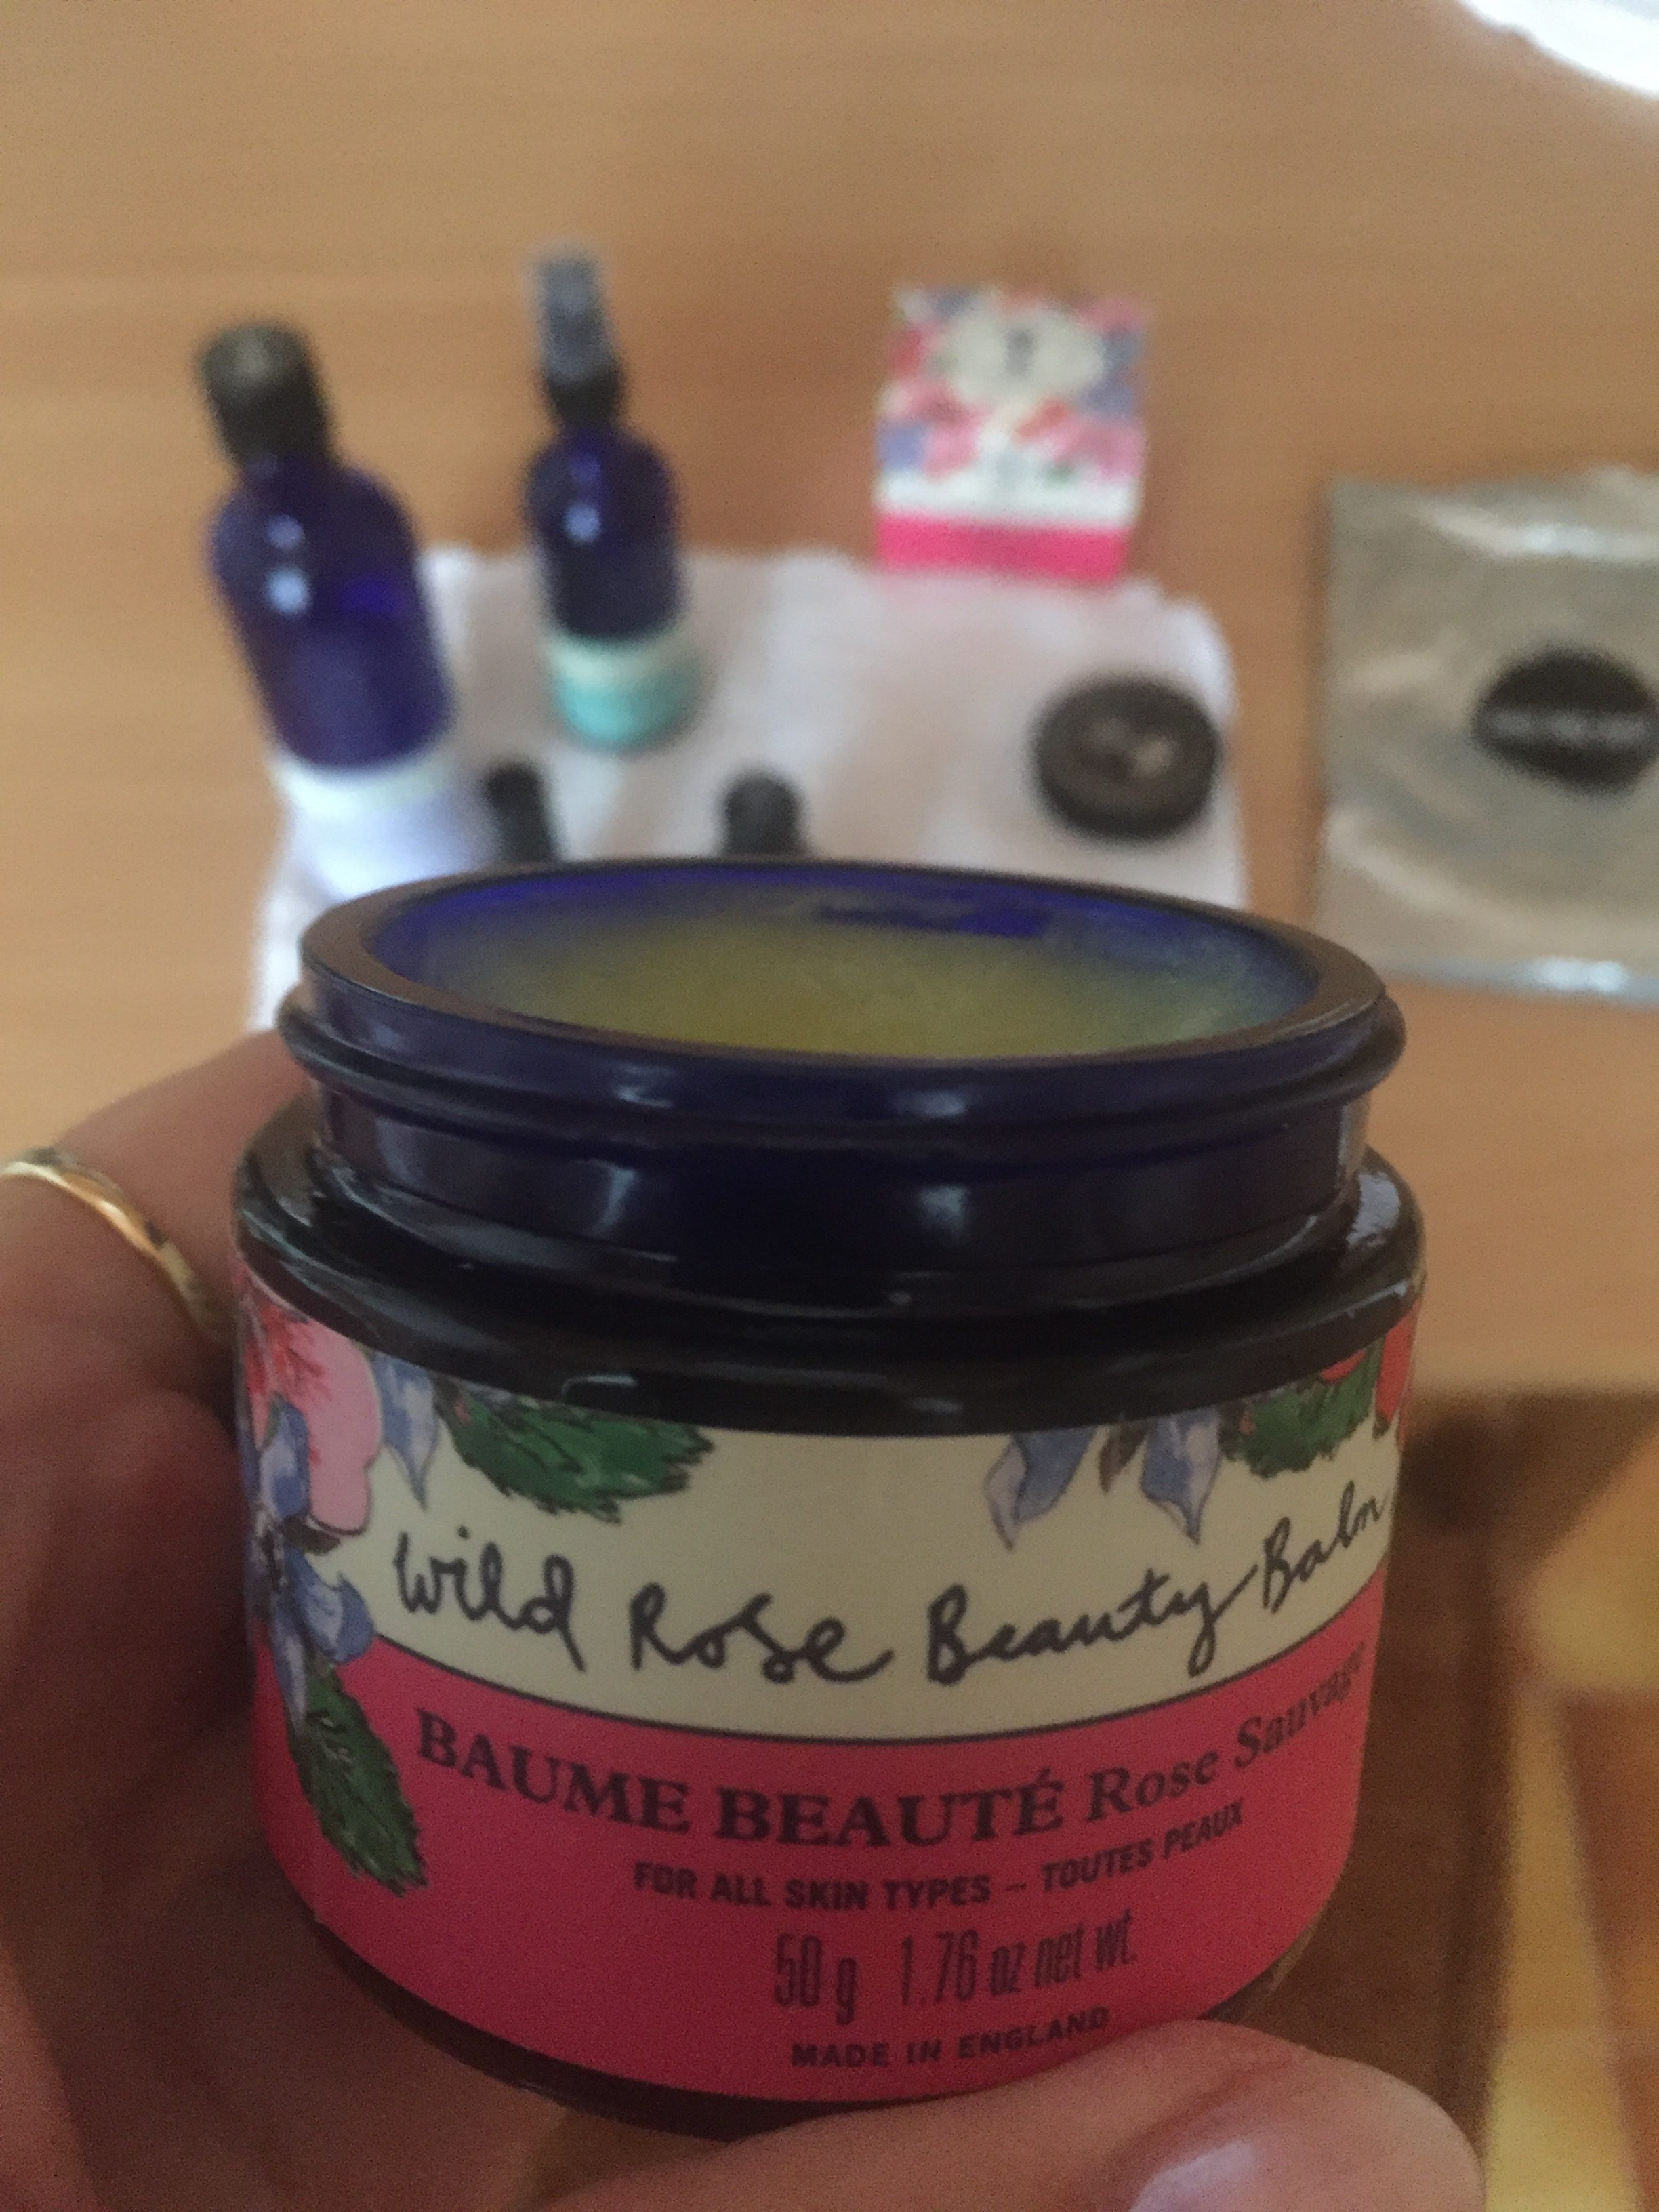 Wild Rose Beauty Balm
BAUME BEAUTÉ Rose Sauvage
FOR ALL SKIN TYPES – TOUTES PEAUX
50 g 1.76 oz net wt.
MADE IN ENGLAND